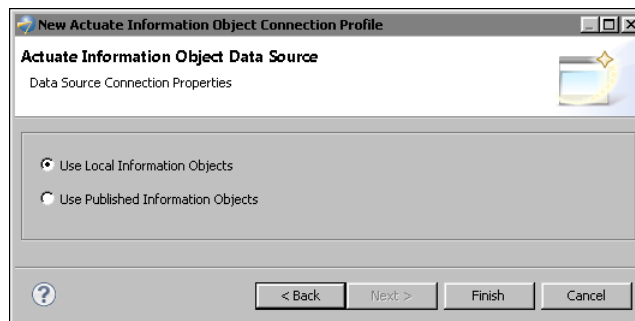 New Actuate Information Object Connection Profile
Actuate Information Object Data Source
Data Source Connection Properties
Use Local Information Objects
Use Published Information Objects
?
< Back
Next >
Finish
Cancel